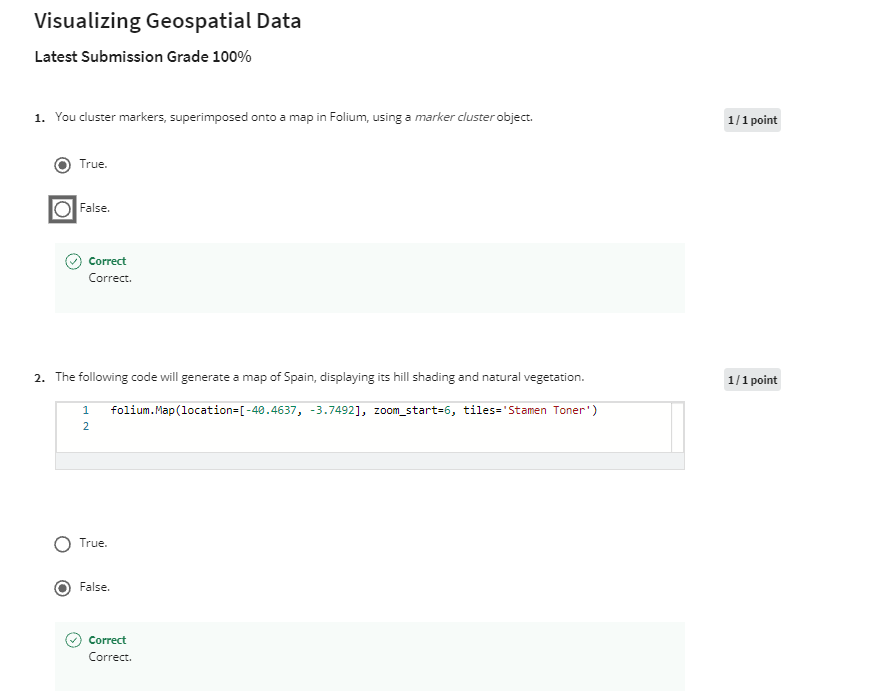 Visualizing Geospatial Data
Latest Submission Grade 100%
1. You cluster markers, superimposed onto a map in Folium, using a marker cluster object.
1 / 1 point
True.
False.
Correct
Correct.
2. The following code will generate a map of Spain, displaying its hill shading and natural vegetation.
1 / 1 point
1 folium.Map(location=[-40.4637, -3.7492], zoom_start=6, tiles='Stamen Toner')
2
True.
False.
Correct
Correct.